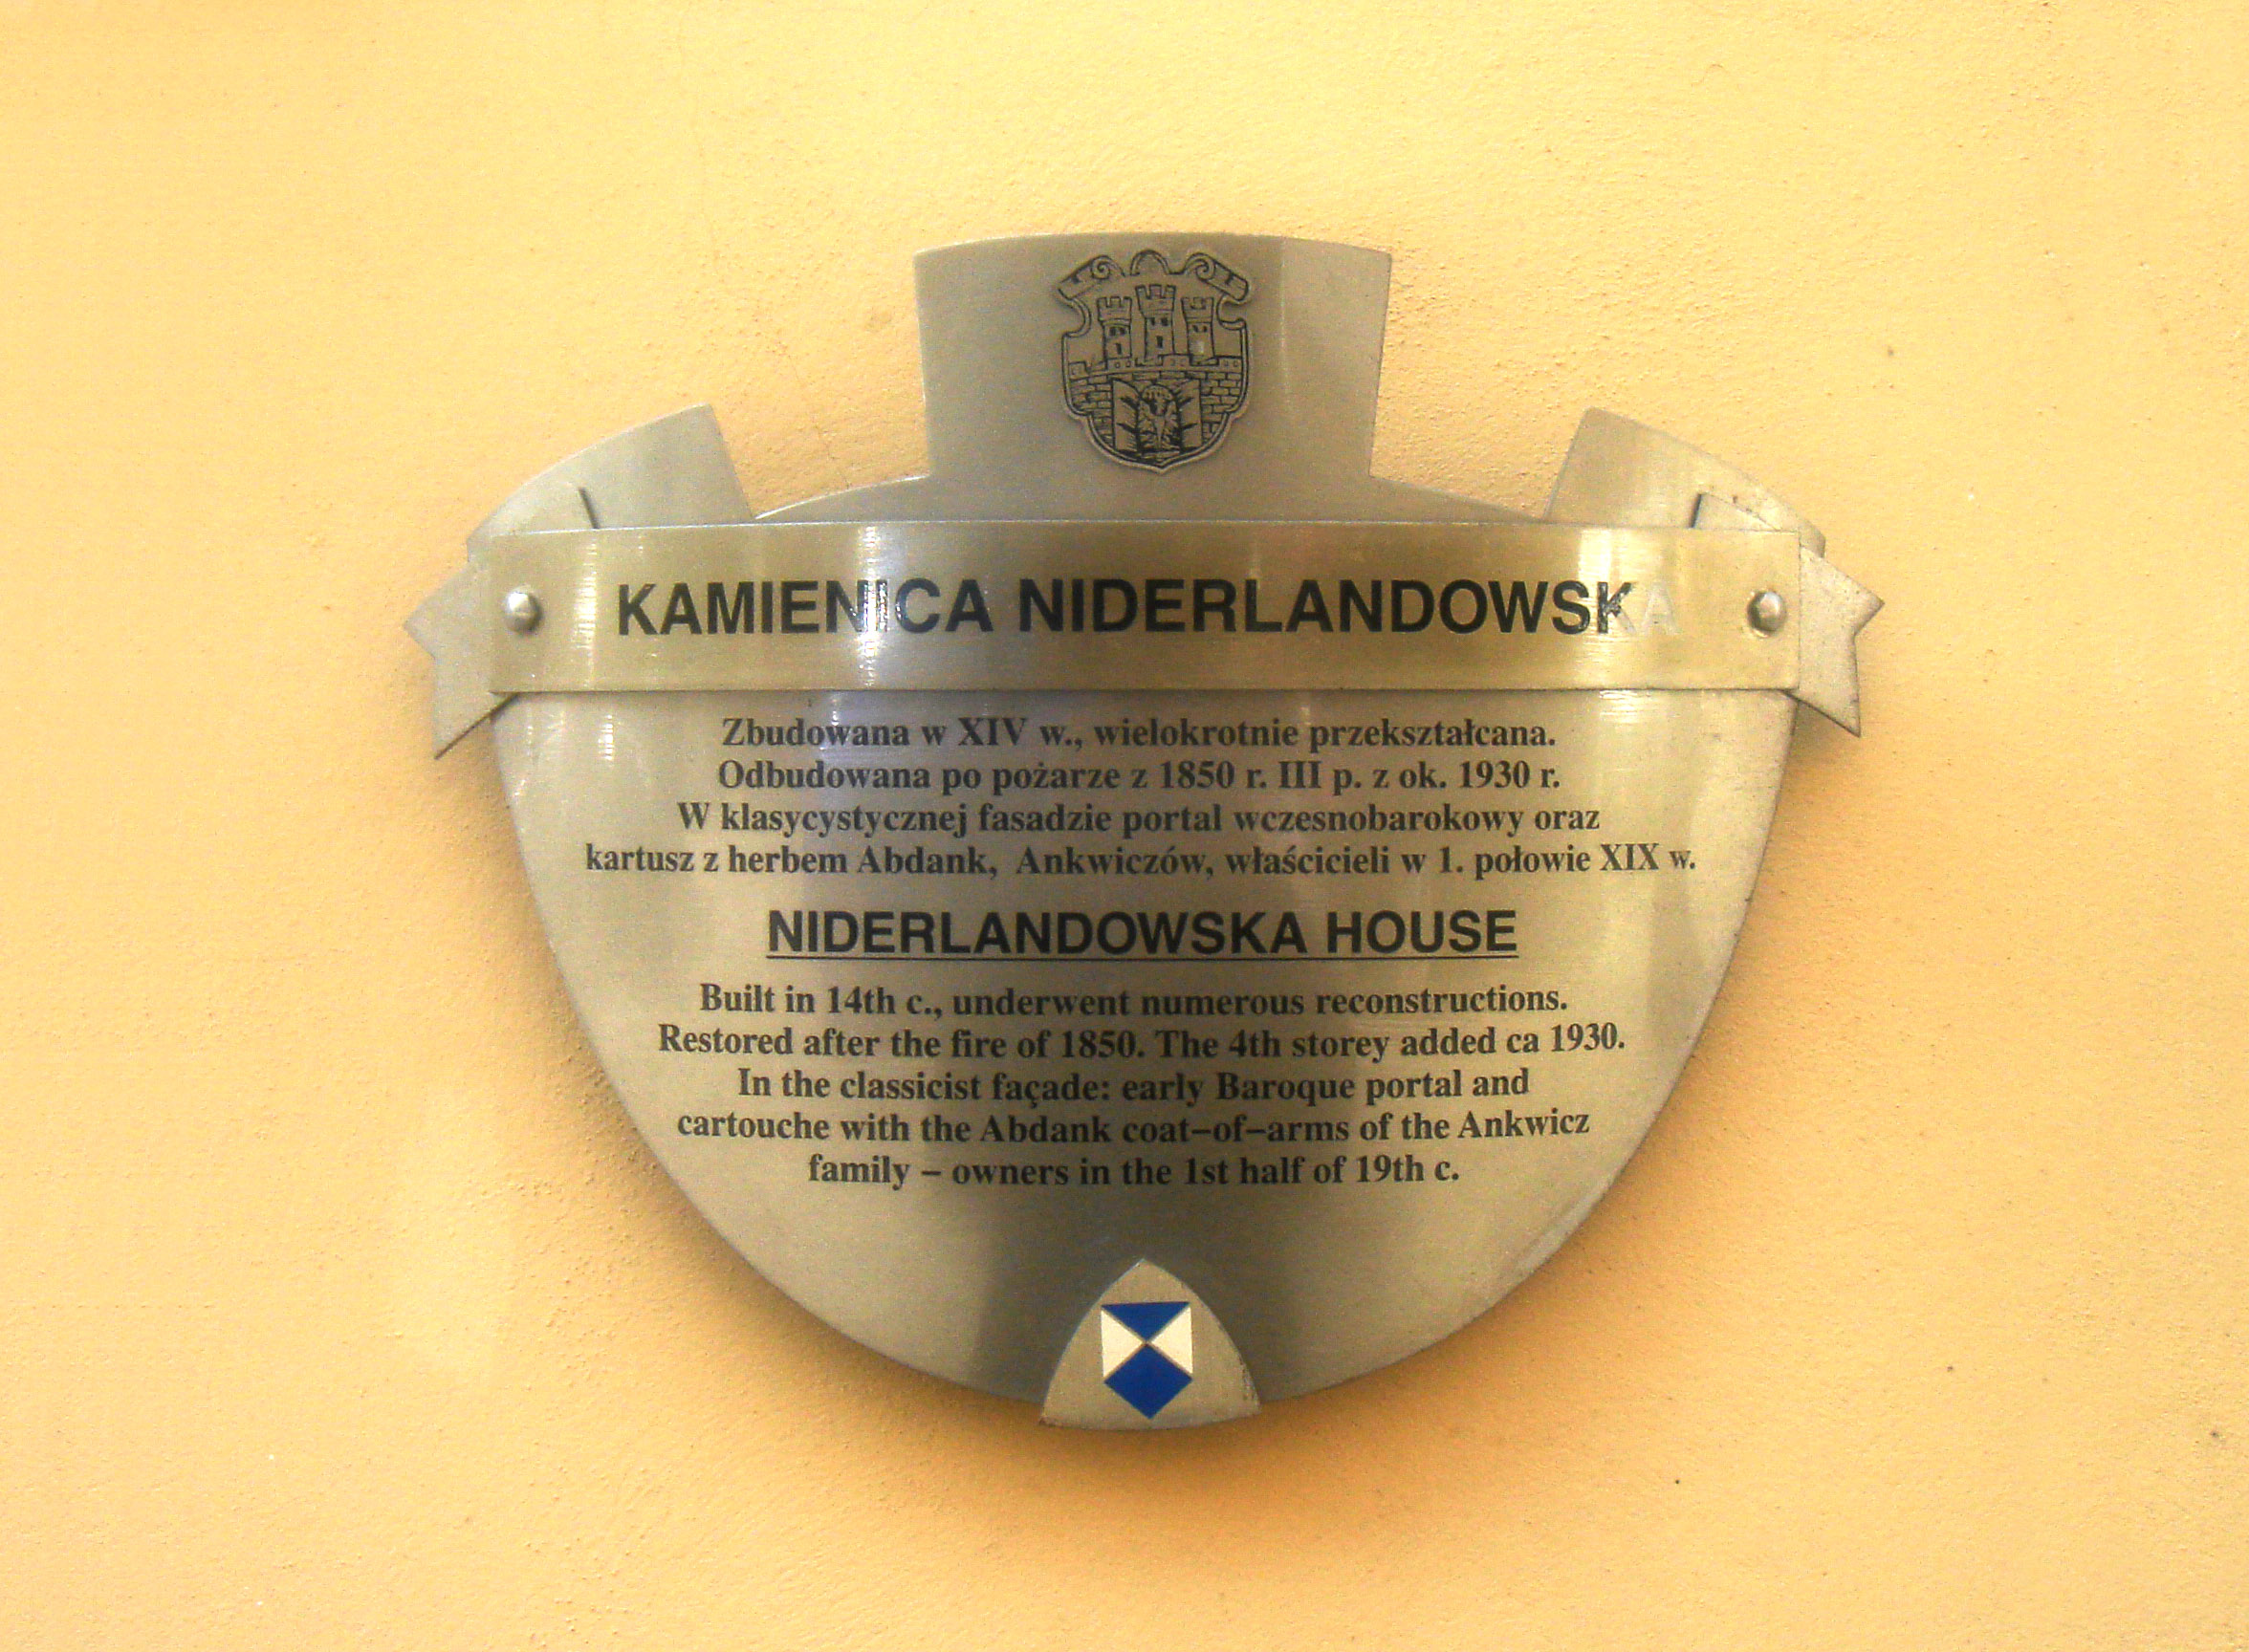 KAMIENICA NIDERLANDOWSKA
Zbudowana w XIV w., wielokrotnie przekształcana.
Odbudowana po pożarze z 1850 r. III p. z ok. 1930 r.
W klasycystycznej fasadzie portal wczesnobarokowy oraz
kartusz z herbem Abdank, Ankwiczów, właścicieli w 1. połowie XIX w.
NIDERLANDOWSKA HOUSE
Built in 14th c., underwent numerous reconstructions.
Restored after the fire of 1850. The 4th storey added ca 1930.
In the classicist façade: early Baroque portal and
cartouche with the Abdank coat–of–arms of the Ankwicz
family – owners in the 1st half of 19th c.